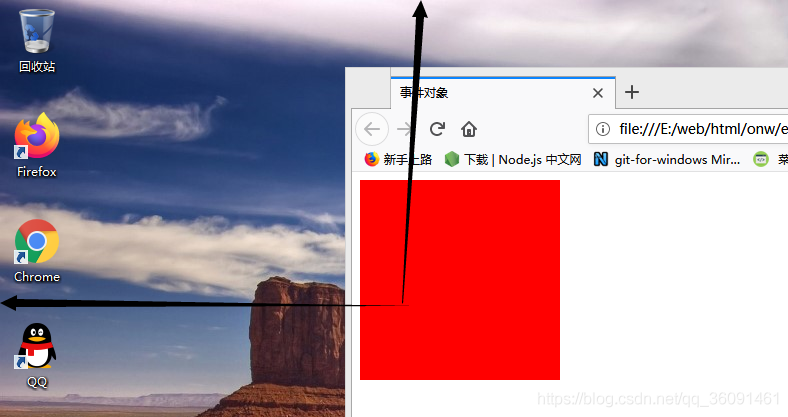 回收站
Firefox
Chrome
QQ
事件对象
file:///E:/web/html/onw/e
新手上路
下载 | Node.js 中文网
git-for-windows Mir...
菜
https://blog.csdn.net/qq_36091461